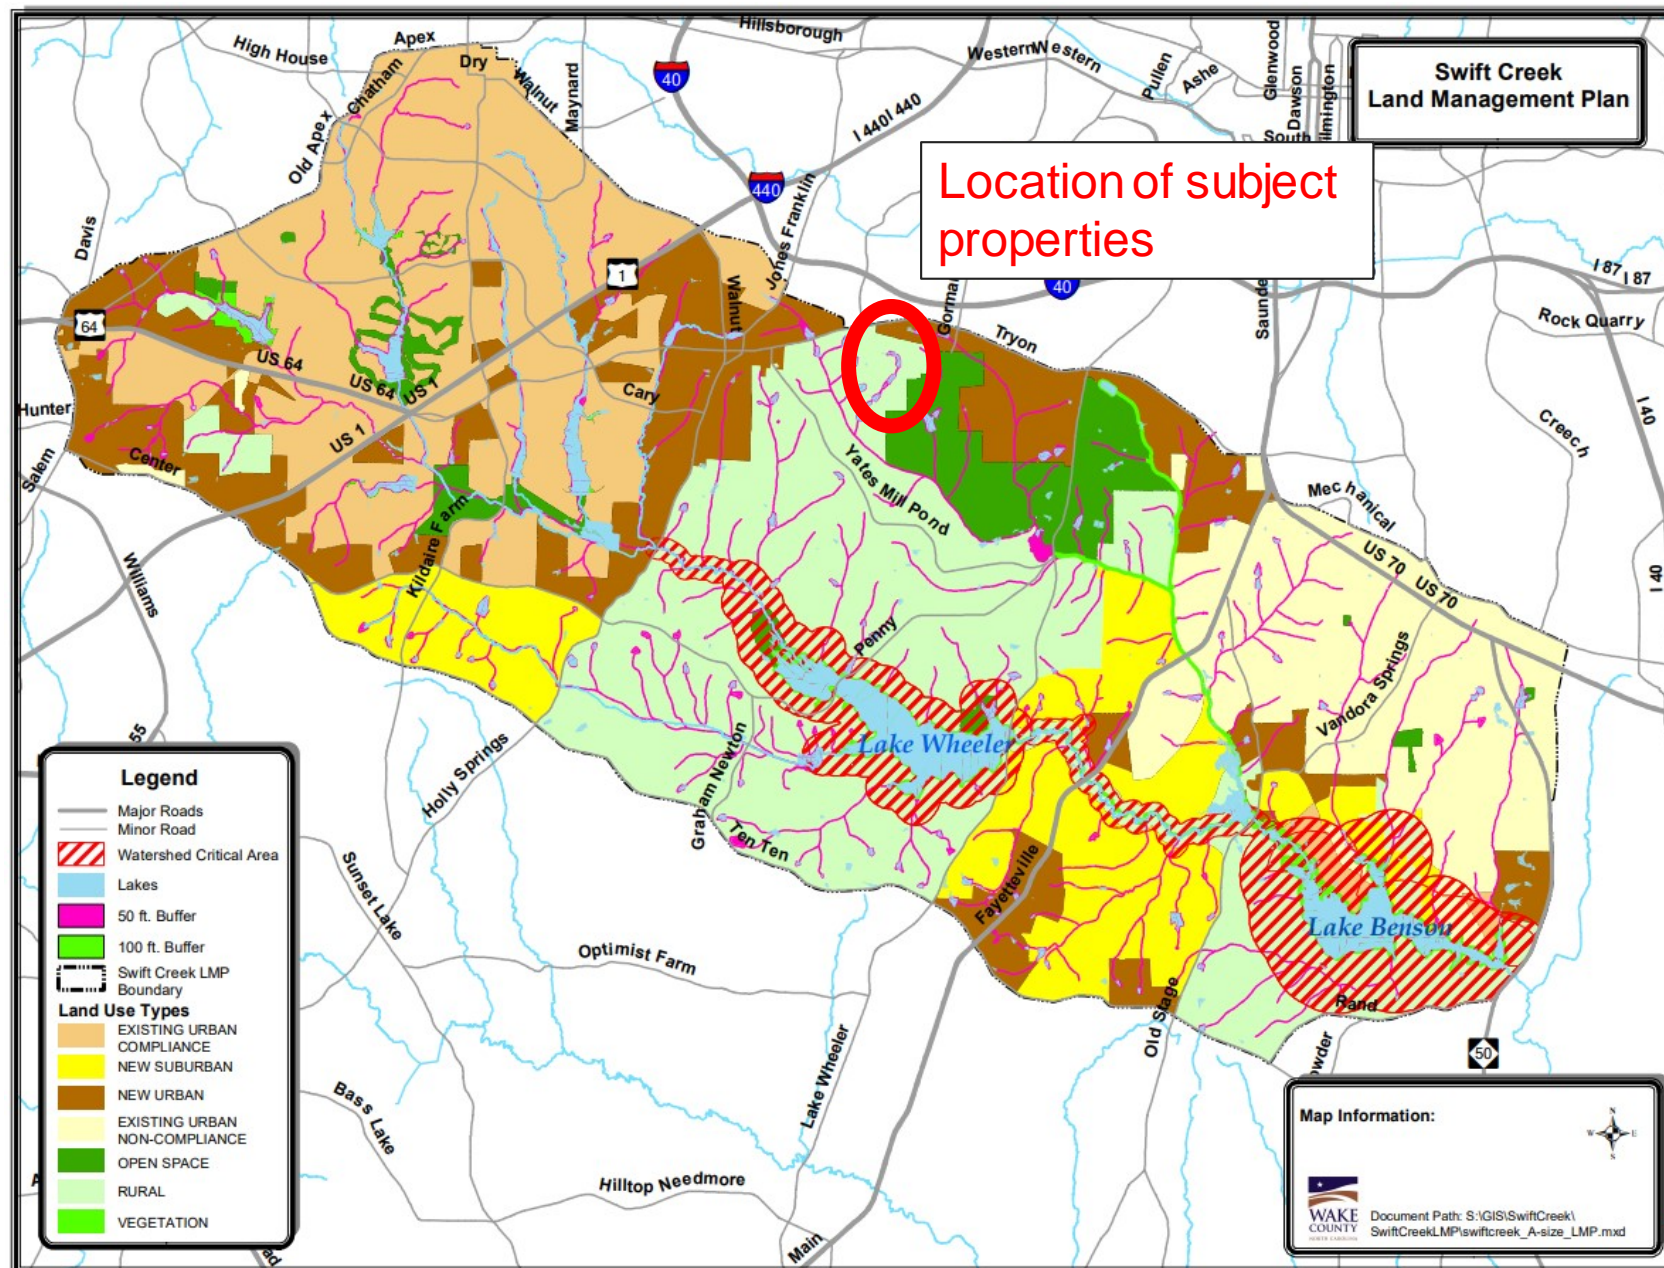 Swift Creek
Land Management Plan
Location of subject
properties
Hillsborough
Apex
High House
Dry
Chatham
Walnut
Maynard
Old Apex
40
Western
Western
Pullen
Ashe
Glenwood
Dawson
South
I 440
I 440
440
Jones Franklin
Davis
1
Walnut
40
Saunde
I 87
I 87
Rock Quarry
64
US 64
US 64
US 1
Gorman
Tryon
Cary
Hunter
US 1
Center
Salem
Creech
I 40
Yates Mill Pond
Mechanical
Kildaire Farm
US 70
US 70
I 40
Williams
Penny
Vandora Springs
Lake Wheeler
Holly Springs
Graham Newton
55
Ten Ten
Sunset Lake
Fayetteville
Lake Benson
Optimist Farm
Rand
Old Stage
50
Lake Wheeler
Bass Lake
Hilltop Needmore
Main
Legend
Major Roads
Minor Road
Watershed Critical Area
Lakes
50 ft. Buffer
100 ft. Buffer
Swift Creek LMP
Boundary
Land Use Types
EXISTING URBAN
COMPLIANCE
NEW SUBURBAN
NEW URBAN
EXISTING URBAN
NON-COMPLIANCE
OPEN SPACE
RURAL
VEGETATION
Map Information:
N
W E
S
WAKE
COUNTY
NORTH CAROLINA
Document Path: S:\GIS\SwiftCreek\
SwiftCreekLMP\swiftcreek_A-size_LMP.mxd